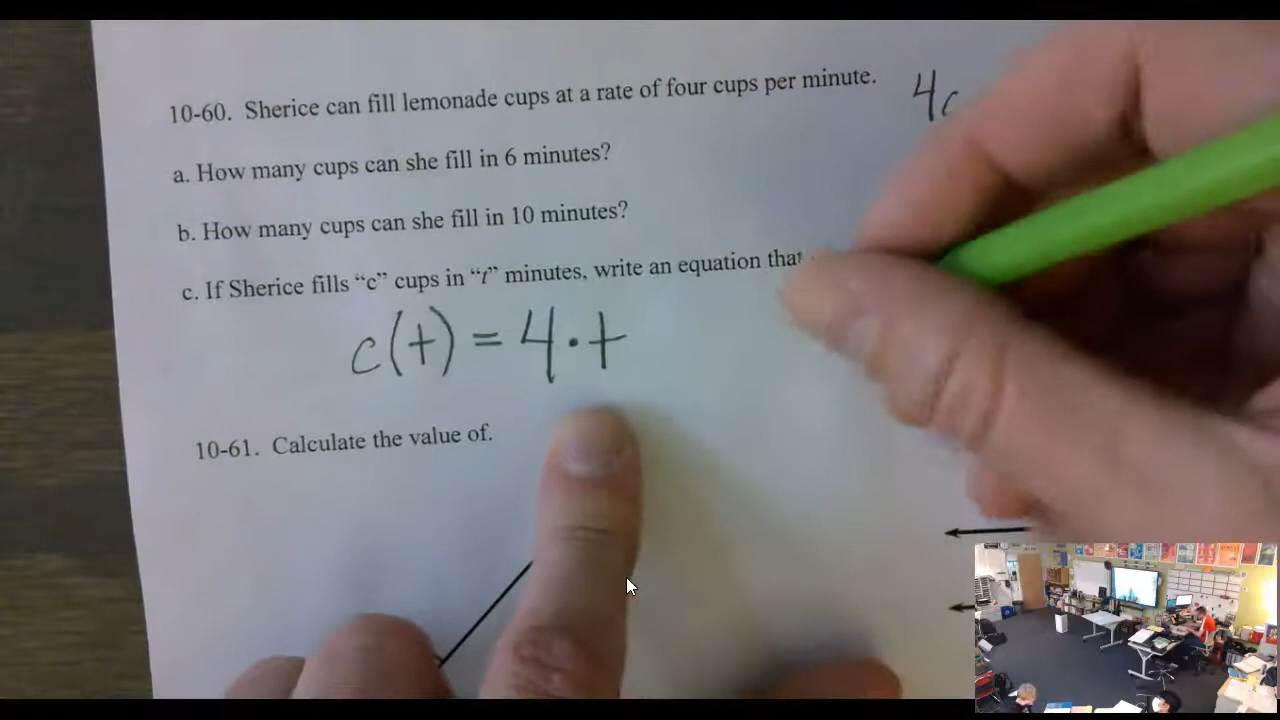 10-60. Sherice can fill lemonade cups at a rate of four cups per minute. 4c
a. How many cups can she fill in 6 minutes?
b. How many cups can she fill in 10 minutes?
c. If Sherice fills “c” cups in “t” minutes, write an equation that
c(t) = 4·t
10-61. Calculate the value of.